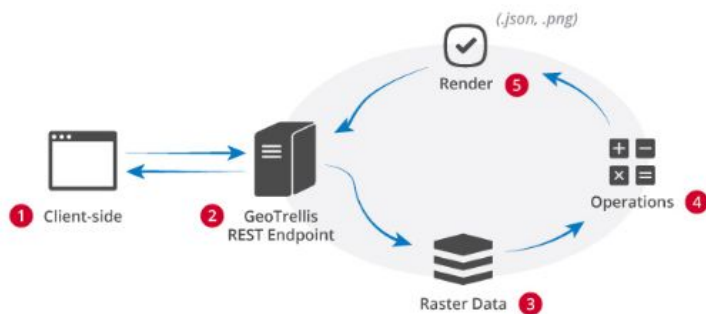 (.json, .png)
Render 5
1 Client-side
2 GeoTrellis
REST Endpoint
Operations 4
Raster Data 3